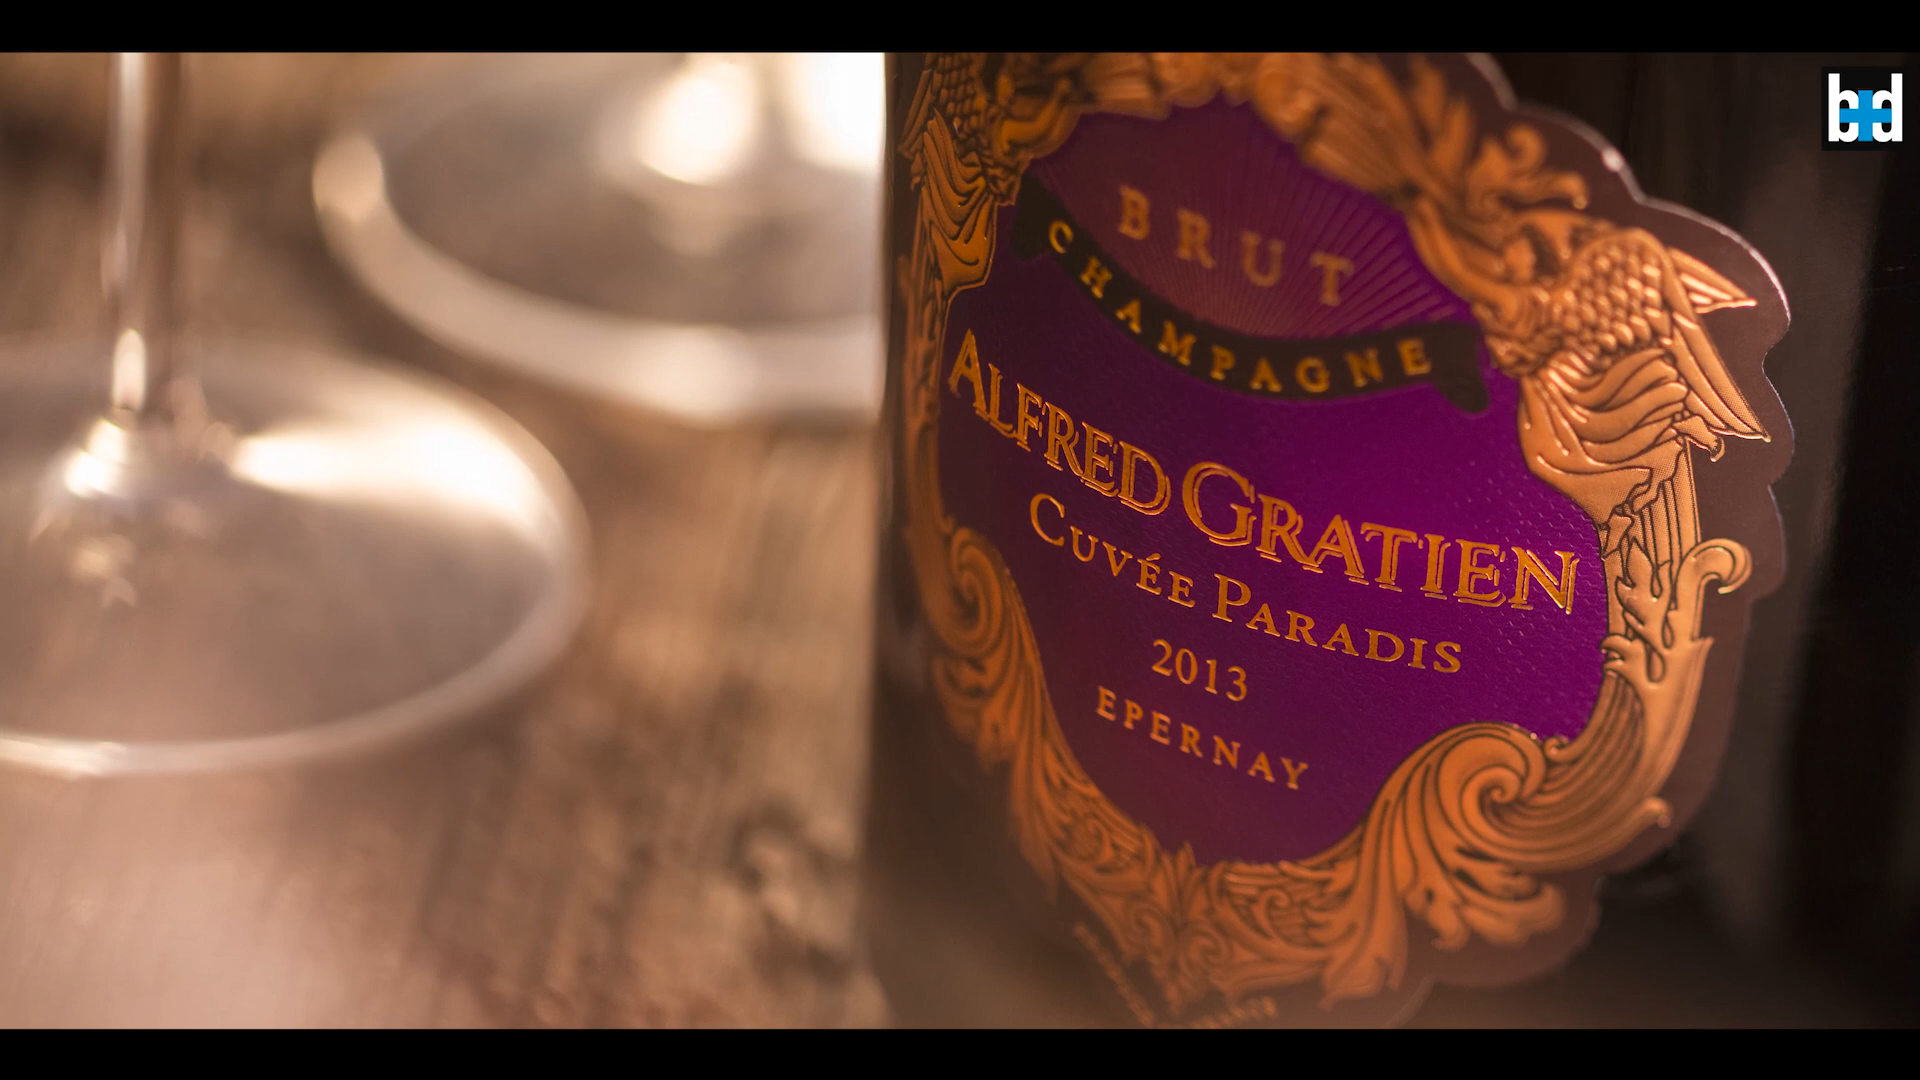 b+d
BRUT
CHAMPAGNE
ALFRED GRATIEN
CUVÉE PARADIS
2013
EPERNAY